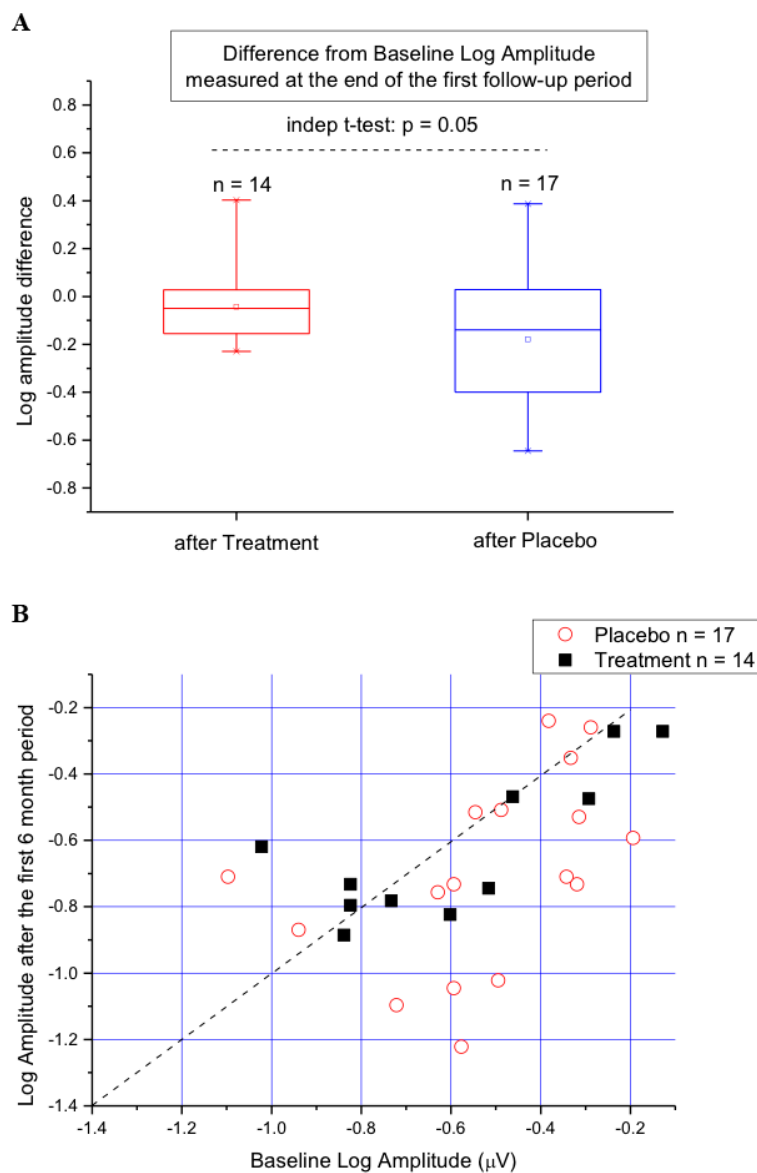 A
Difference from Baseline Log Amplitude
measured at the end of the first follow-up period
indep t-test: p = 0.05
n = 14
n = 17
0.8
0.6
0.4
0.2
0.0
-0.2
-0.4
-0.6
-0.8
Log amplitude difference
after Treatment
after Placebo
B
Placebo n = 17
Treatment n = 14
-0.2
-0.4
-0.6
-0.8
-1.0
-1.2
-1.4
Log Amplitude after the first 6 month period
-1.4 -1.2 -1.0 -0.8 -0.6 -0.4 -0.2
Baseline Log Amplitude (μV)